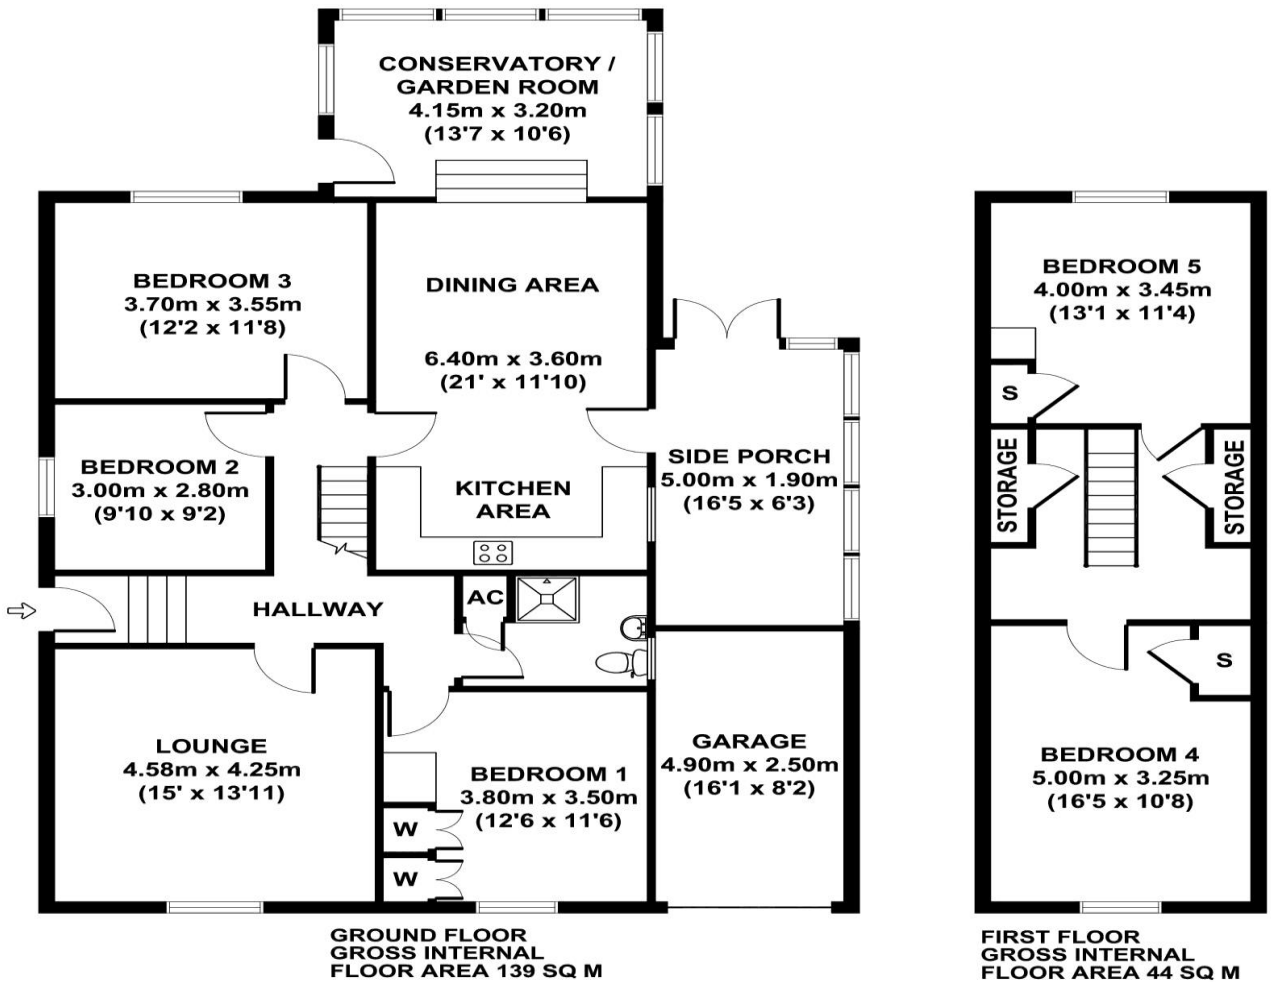 CONSERVATORY /
GARDEN ROOM
4.15m x 3.20m
(13'7 x 10'6)
BEDROOM 3
3.70m x 3.55m
(12'2 x 11'8)
DINING AREA
6.40m x 3.60m
(21' x 11'10)
KITCHEN
AREA
BEDROOM 2
3.00m x 2.80m
(9'10 x 9'2)
SIDE PORCH
5.00m x 1.90m
(16'5 x 6'3)
HALLWAY
AC
LOUNGE
4.58m x 4.25m
(15' x 13'11)
BEDROOM 1
3.80m x 3.50m
(12'6 x 11'6)
W
W
GARAGE
4.90m x 2.50m
(16'1 x 8'2)
GROUND FLOOR
GROSS INTERNAL
FLOOR AREA 139 SQ M
BEDROOM 5
4.00m x 3.45m
(13'1 x 11'4)
S
STORAGE
STORAGE
S
BEDROOM 4
5.00m x 3.25m
(16'5 x 10'8)
FIRST FLOOR
GROSS INTERNAL
FLOOR AREA 44 SQ M